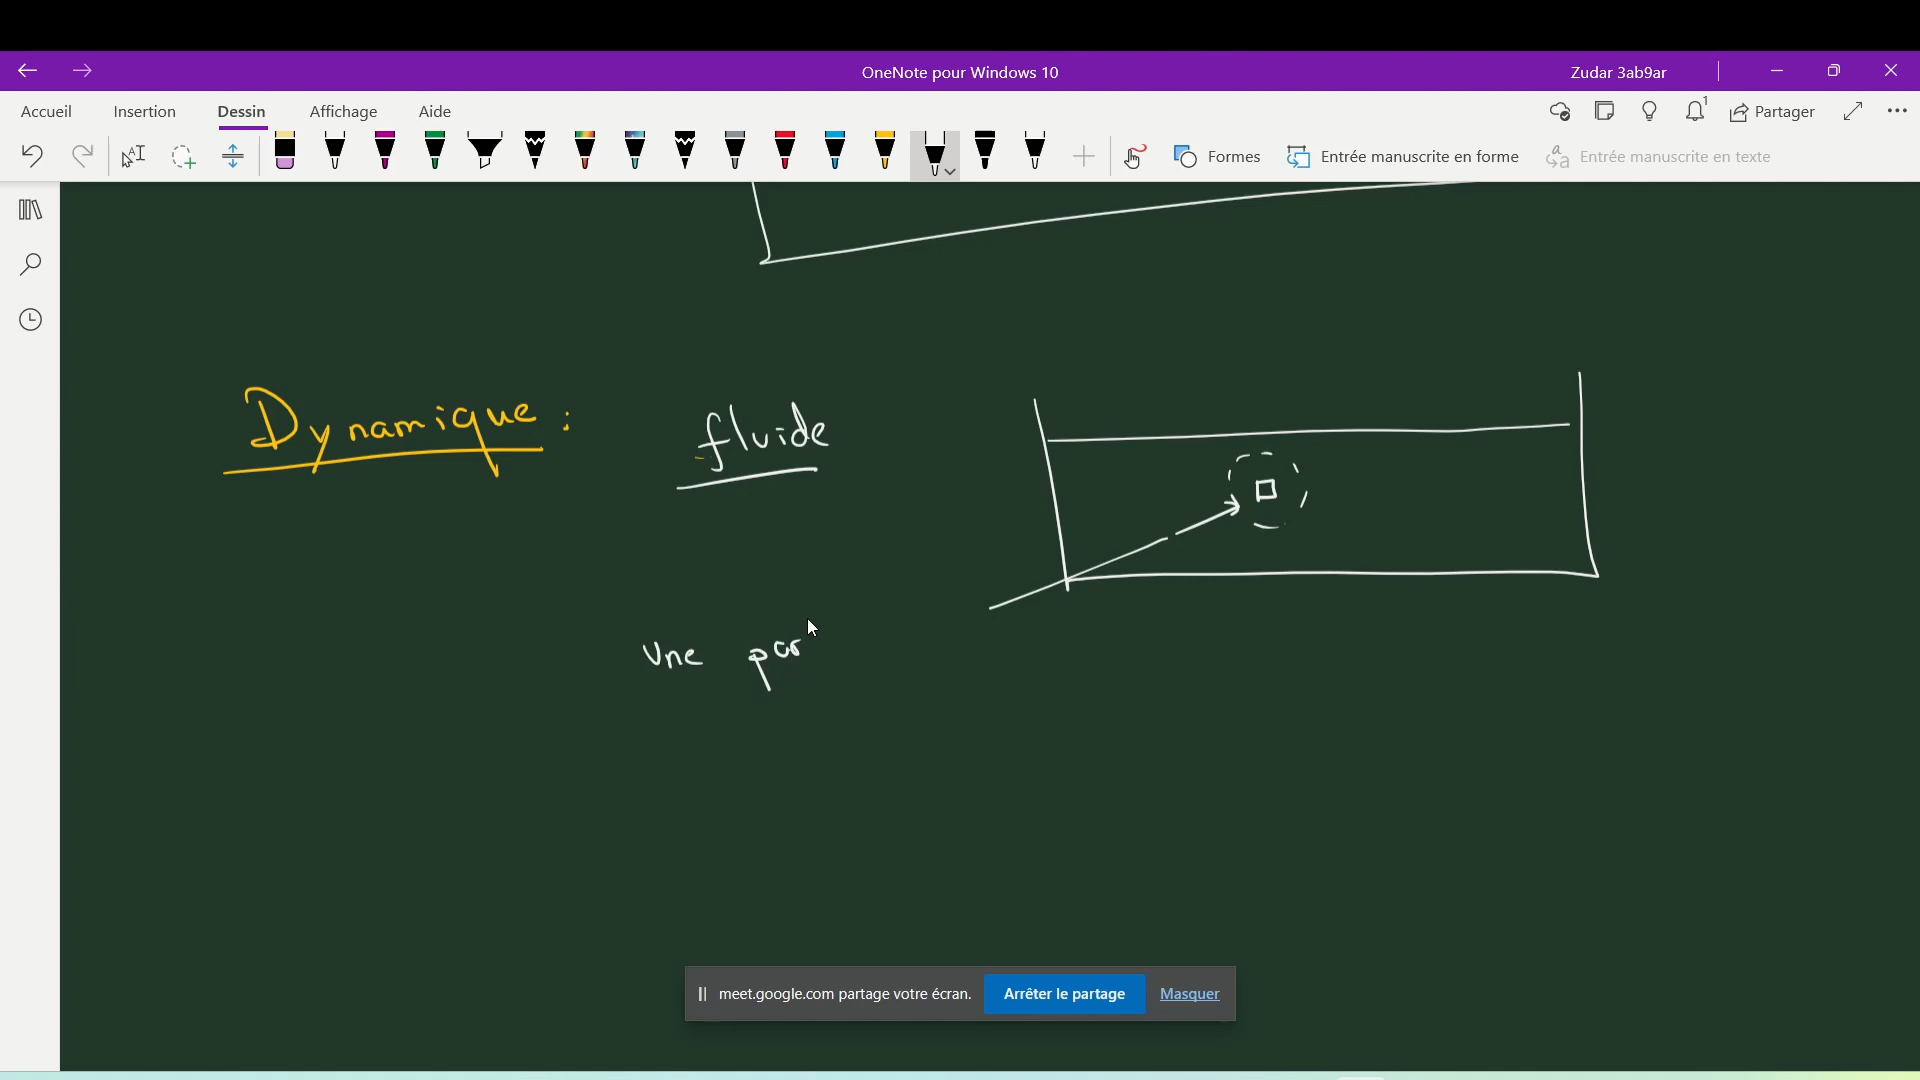 OneNote pour Windows 10
Zudar 3ab9ar
Accueil Insertion Dessin Affichage Aide
1
Partager
Formes Entrée manuscrite en forme Entrée manuscrite en texte
Dynamique : fluide
Une par
meet.google.com partage votre écran. Arrêter le partage Masquer